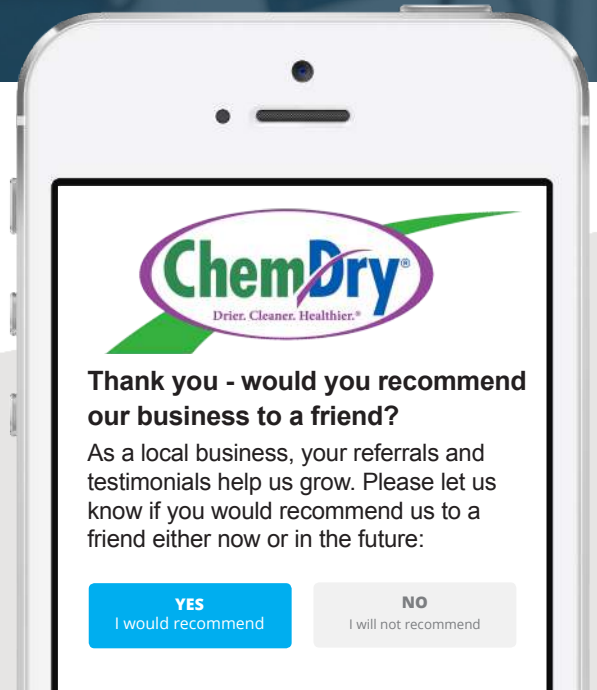 ChemDry®
Drier. Cleaner. Healthier.®
Thank you - would you recommend
our business to a friend?
As a local business, your referrals and
testimonials help us grow. Please let us
know if you would recommend us to a
friend either now or in the future:
YES
I would recommend
NO
I will not recommend